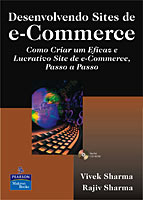 Desenvolvendo Sites de
e-Commerce
Como Criar um Eficaz e
Lucrativo Site de e-Commerce,
Passo a Passo
PEARSON
Makron
Books
Vivek Sharma
Rajiv Sharma